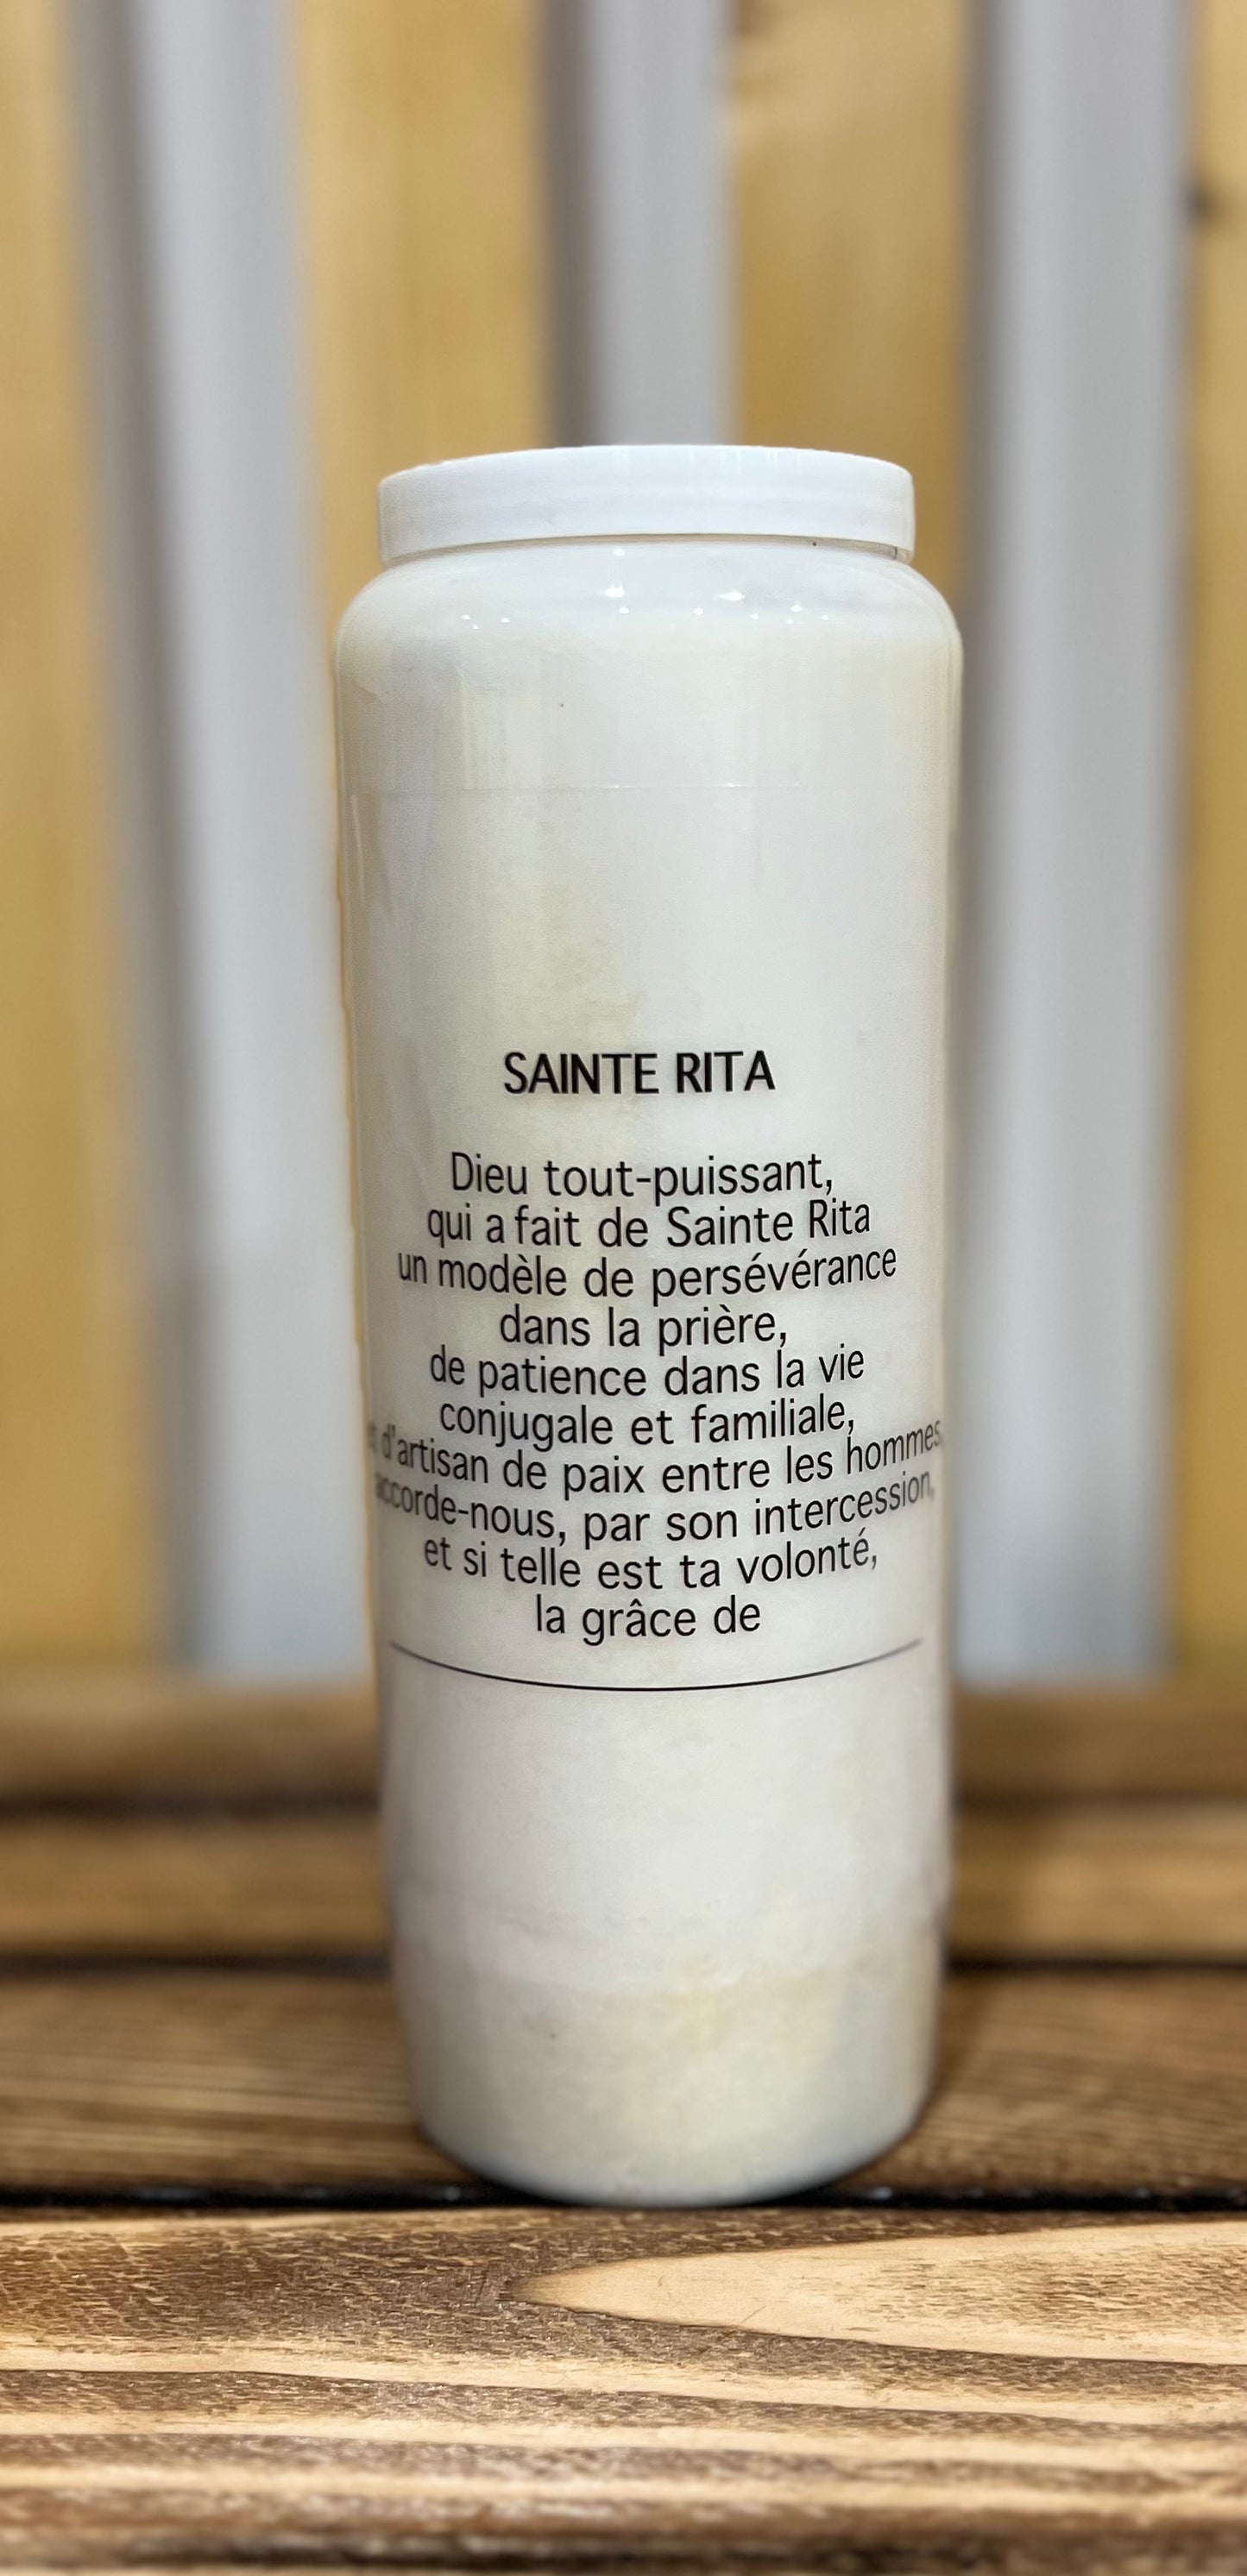 SAINTE RITA
Dieu tout-puissant,
qui a fait de Sainte Rita
un modèle de persévérance
dans la prière,
de patience dans la vie
conjugale et familiale,
et d'artisan de paix entre les hommes,
accorde-nous, par son intercession,
et si telle est ta volonté,
la grâce de